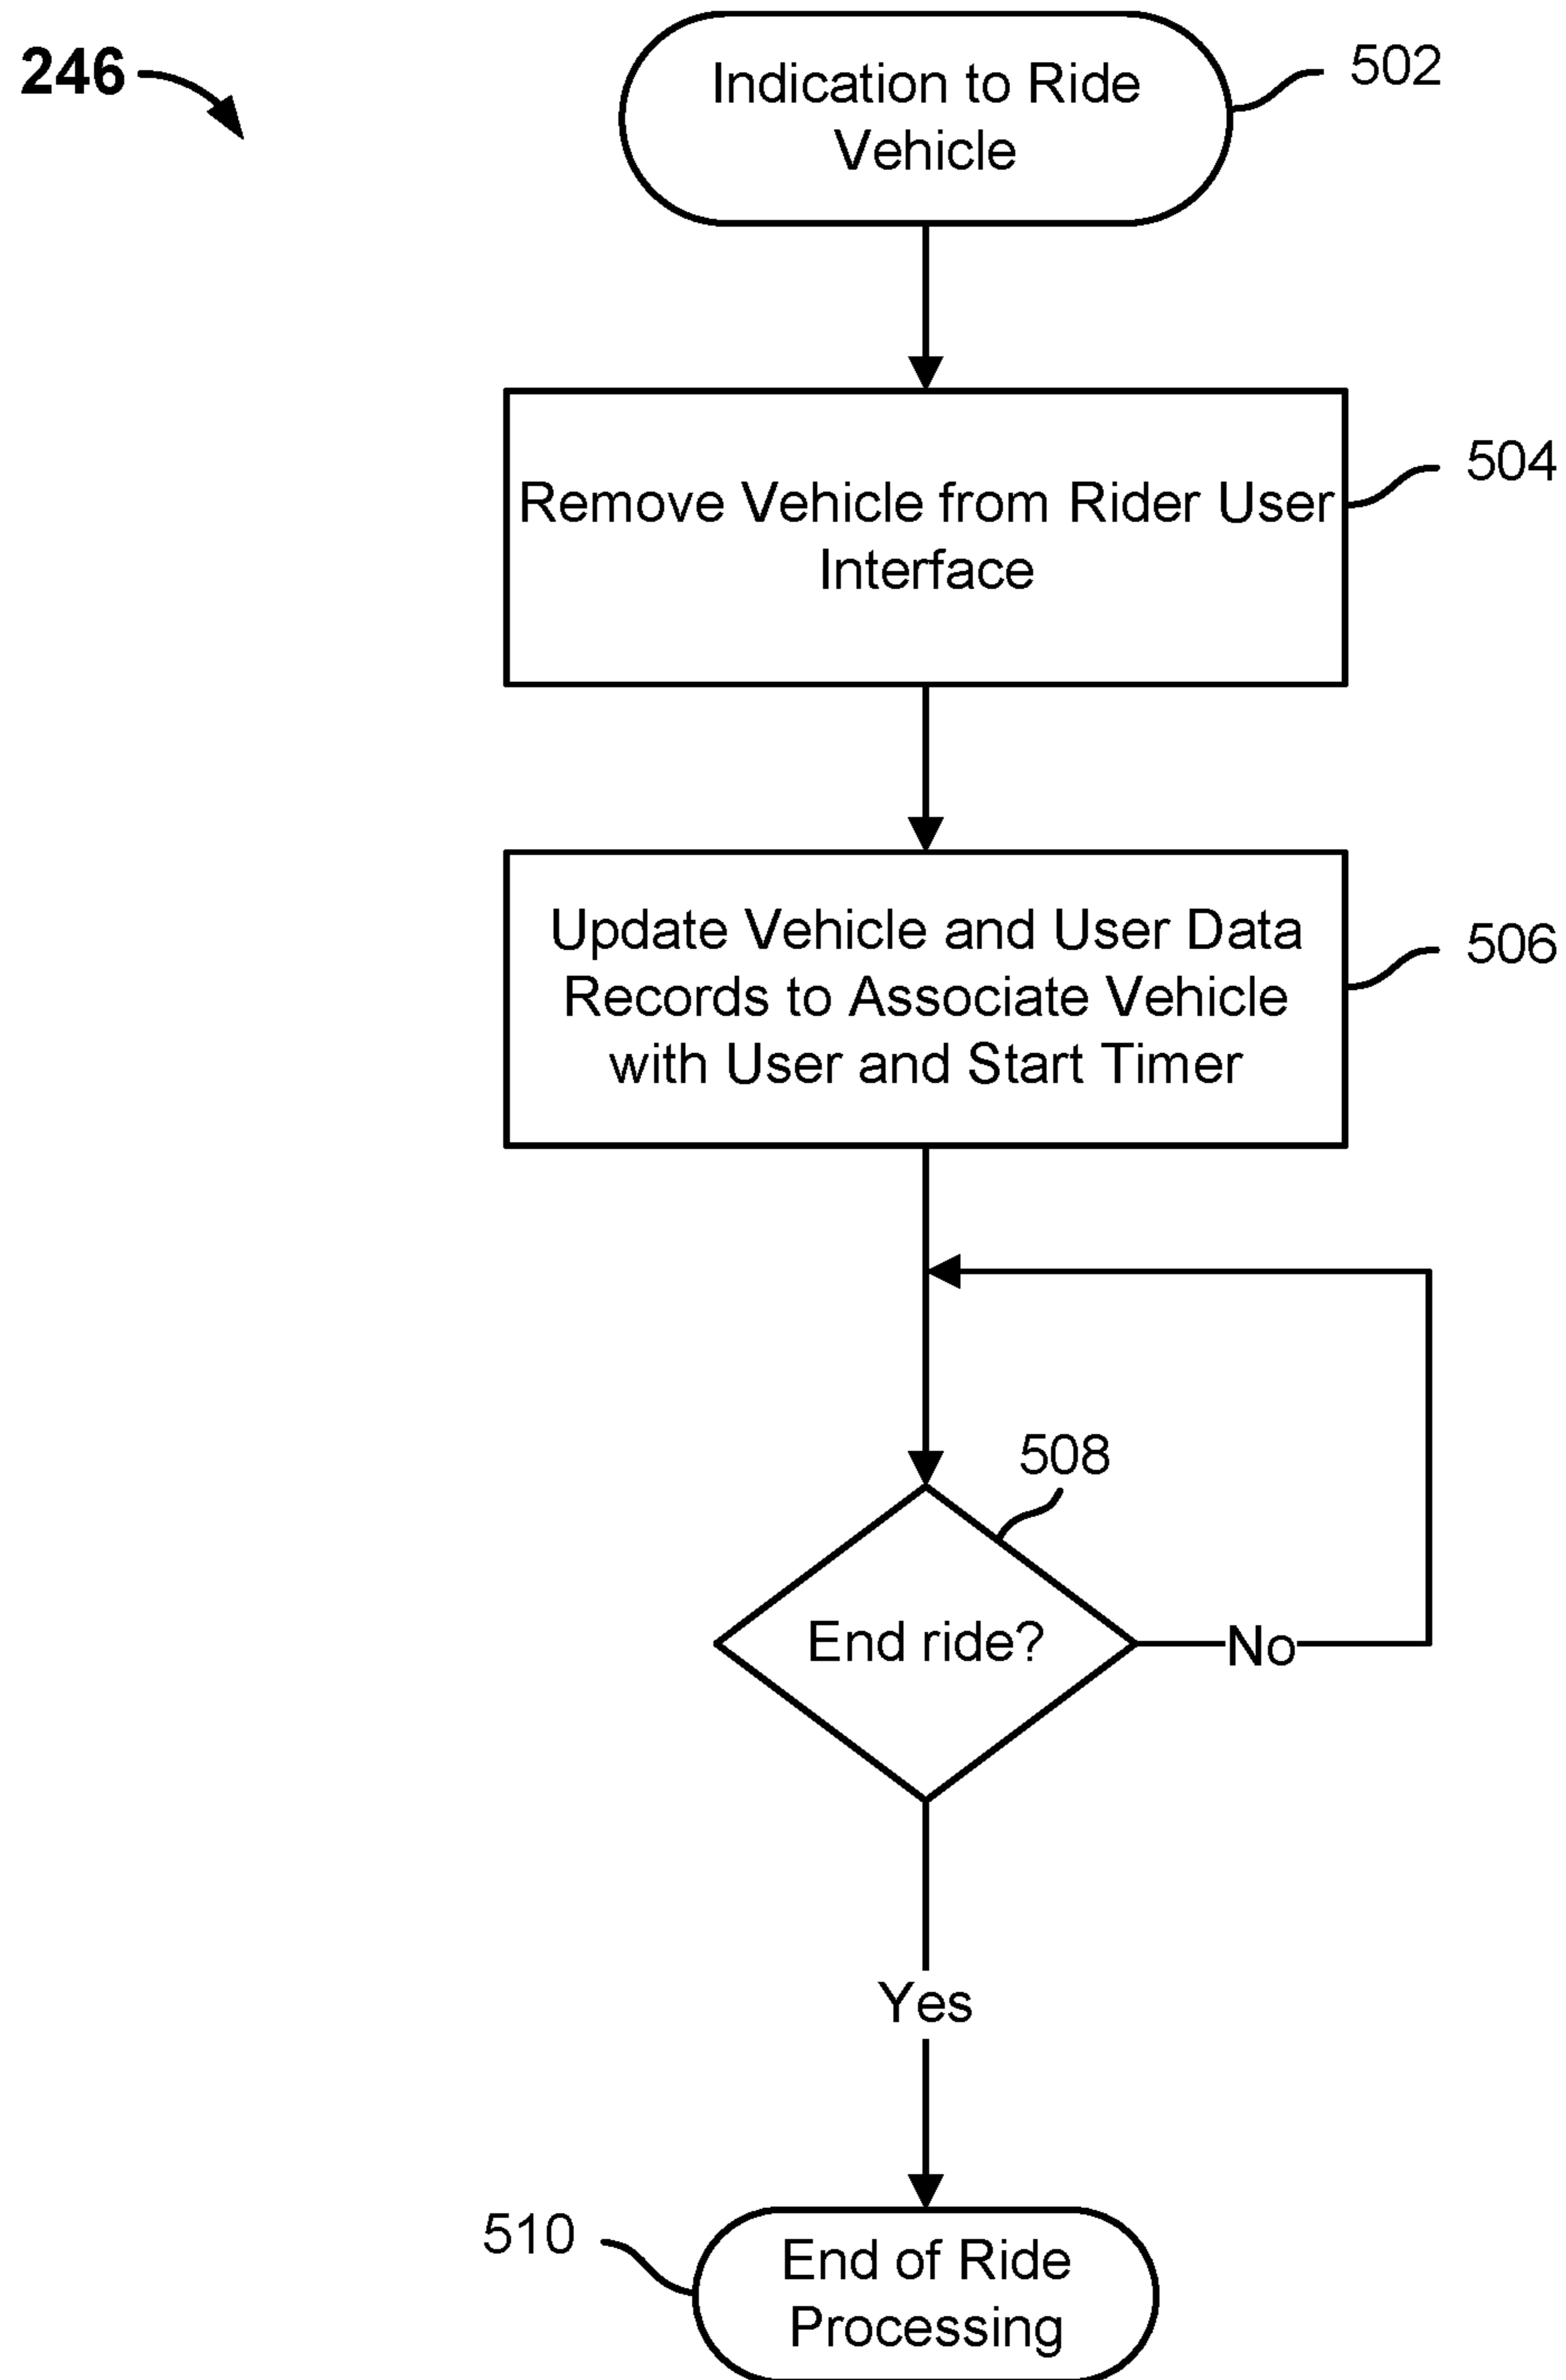 246
Indication to Ride
Vehicle
502
Remove Vehicle from Rider User
Interface
504
Update Vehicle and User Data
Records to Associate Vehicle
with User and Start Timer
506
508
End ride?
No
Yes
510
End of Ride
Processing